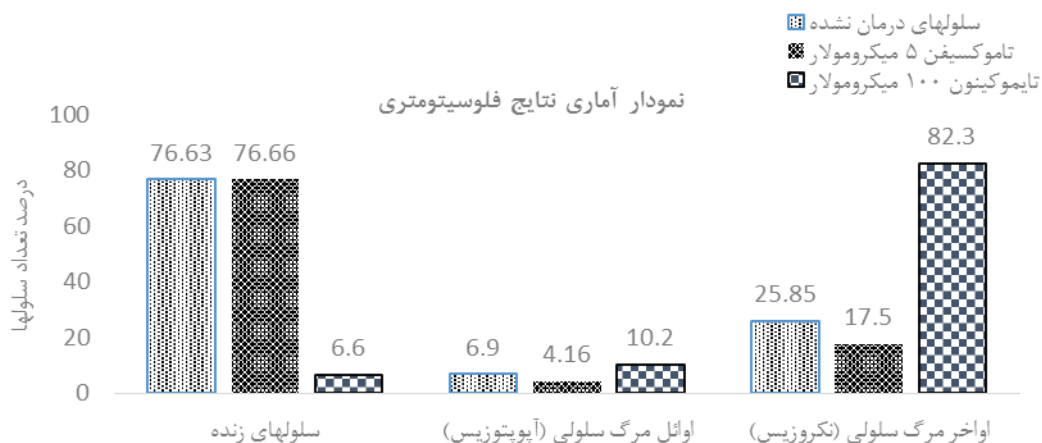 سلولهای درمان نشده
تاموکسیفن ۵ میکرومولار
تایموکینون ۱۰۰ میکرومولار
نمودار آماری نتایج فلوسیتومتری
درصد تعداد سلولها
100
80
60
40
20
0
76.63 76.66 6.6
6.9 4.16 10.2
25.85 17.5 82.3
سلولهای زنده
اوائل مرگ سلولی (آپوپتوزیس)
اواخر مرگ سلولی (نکروزیس)